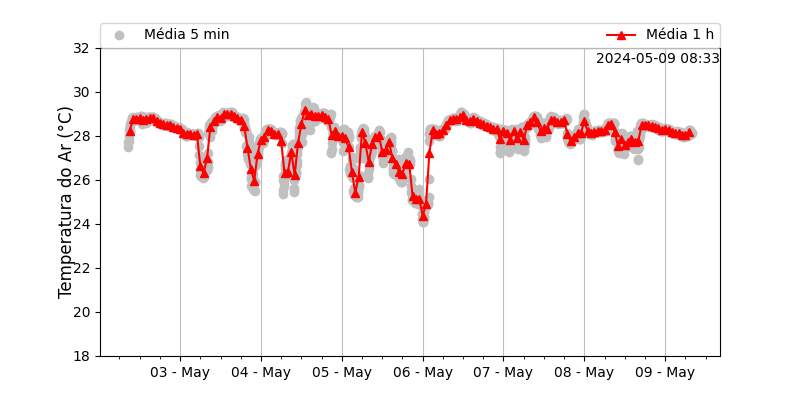 Média 5 min
Média 1 h
2024-05-09 08:33
Temperatura do Ar (°C)
32
30
28
26
24
22
20
18
03 - May
04 - May
05 - May
06 - May
07 - May
08 - May
09 - May